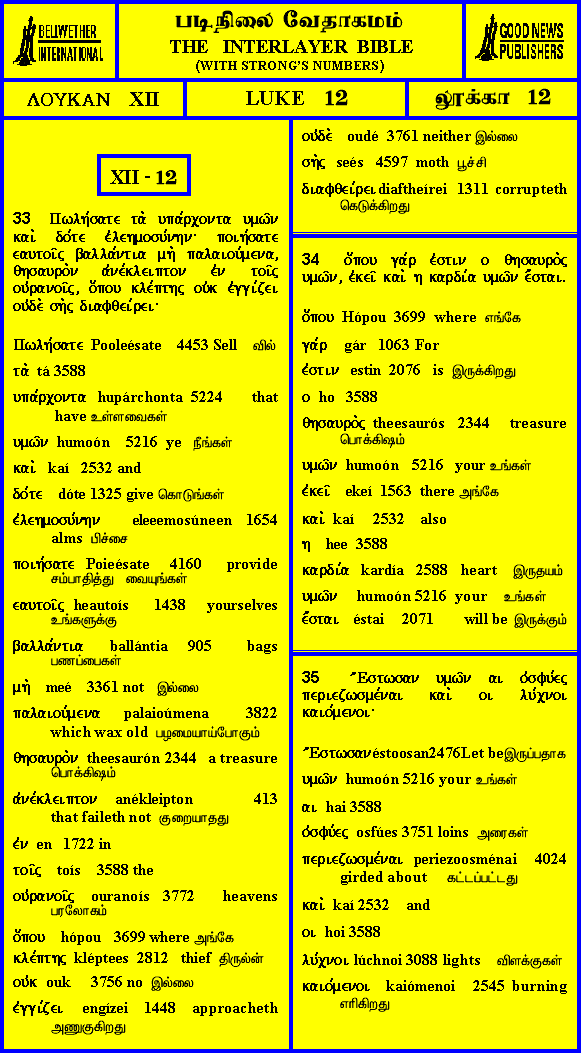 BELLWETHER
INTERNATIONAL
படிநிலை வேதாகமம்
THE INTERLAYER BIBLE
(WITH STRONG'S NUMBERS)
GOOD NEWS
PUBLISHERS
ΛΟΥΚΑΝ XII
LUKE 12
லூக்கா 12
XII - 12
33 Πωλήσατε τὰ υπάρχοντα υμῶν
καὶ δότε ἐλεημοσύνην· ποιήσατε
εαυτοῖς βαλλάντια μὴ παλαιούμενα,
θησαυρὸν ἀνέκλειπτον ἐν τοῖς
οὐρανοῖς, ὅπου κλέπτης οὐκ ἐγγίζει
οὐδὲ σὴς διαφθείρει·
Πωλήσατε Pooleésate 4453 Sell வில்
τὰ tá 3588
υπάρχοντα hupárchonta 5224 that
have உள்ளவைகள்
υμῶν humoón 5216 ye நீங்கள்
καὶ kaí 2532 and
δότε dóte 1325 give கொடுங்கள்
ἐλεημοσύνην eleeemosúneen 1654
alms பிச்சை
ποιήσατε Poieésate 4160 provide
சம்பாதித்து வையுங்கள்
εαυτοῖς heautoís 1438 yourselves
உங்களுக்கு
βαλλάντια ballántia 905 bags
பணப்பைகள்
μὴ meé 3361 not இல்லை
παλαιούμενα palaioúmena 3822
which wax old பழமையாய்போகும்
θησαυρὸν theesaurón 2344 a treasure
பொக்கிஷம்
ἀνέκλειπτον anékleipton 413
that faileth not குறையாதது
ἐν en 1722 in
τοῖς toís 3588 the
οὐρανοῖς ouranoís 3772 heavens
பரலோகம்
ὅπου hópou 3699 where அங்கே
κλέπτης kléptees 2812 thief திருல்ன்
οὐκ ouk 3756 no இல்லை
ἐγγίζει engízei 1448 approacheth
அணுகுகிறது
οὐδὲ oudé 3761 neither இல்லை
σὴς seés 4597 moth பூச்சி
διαφθείρει diaftheírei 1311 corrupteth
கெடுக்கிறது
34 ὅπου γάρ ἐστιν ο θησαυρὸς
υμῶν, ἐκεῖ καὶ η καρδία υμῶν ἔσται.
ὅπου Hópou 3699 where எங்கே
γάρ gár 1063 For
ἐστιν estin 2076 is இருக்கிறது
ο ho 3588
θησαυρὸς theesaurós 2344 treasure
பொக்கிஷம்
υμῶν humoón 5216 your உங்கள்
ἐκεῖ ekeí 1563 there அங்கே
καὶ kaí 2532 also
η hee 3588
καρδία kardía 2588 heart இருதயம்
υμῶν humoón 5216 your உங்கள்
ἔσται éstai 2071 will be இருக்கும்
35 Ἔστωσαν υμῶν αι ὀσφύες
περιεζωσμέναι καὶ οι λύχνοι
καιόμενοι·
Ἔστωσαν éstoosan 2476 Let be இருப்பதாக
υμῶν humoón 5216 your உங்கள்
αι hai 3588
ὀσφύες osfúes 3751 loins அரைகள்
περιεζωσμέναι periezoosménai 4024
girded about கட்டப்பட்டது
καὶ kaí 2532 and
οι hoi 3588
λύχνοι lúchnoi 3088 lights விளக்குகள்
καιόμενοι kaiómenoi 2545 burning
எரிகிறது